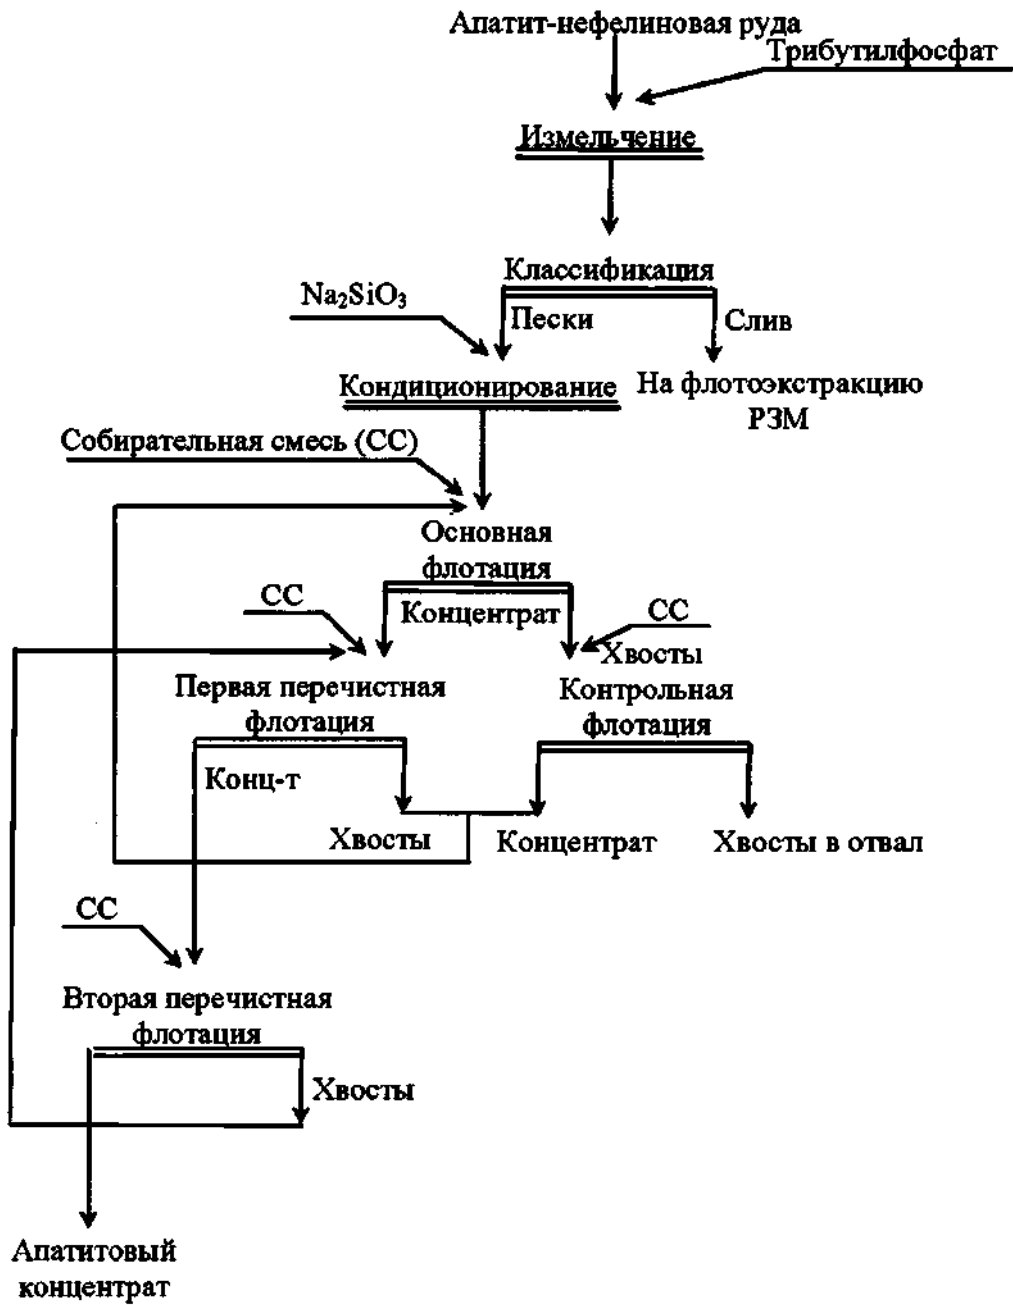 Апатит-нефелиновая руда
Трибутилфосфат
Измельчение
Классификация
Na₂SiO₃
Пески
Слив
Кондиционирование
На флотоэкстракцию
РЗМ
Собирательная смесь (СС)
Основная
флотация
СС
Концентрат
СС
Хвосты
Первая перечистная
флотация
Контрольная
флотация
Конц-т
Хвосты
Концентрат
Хвосты в отвал
СС
Вторая перечистная
флотация
Хвосты
Апатитовый
концентрат